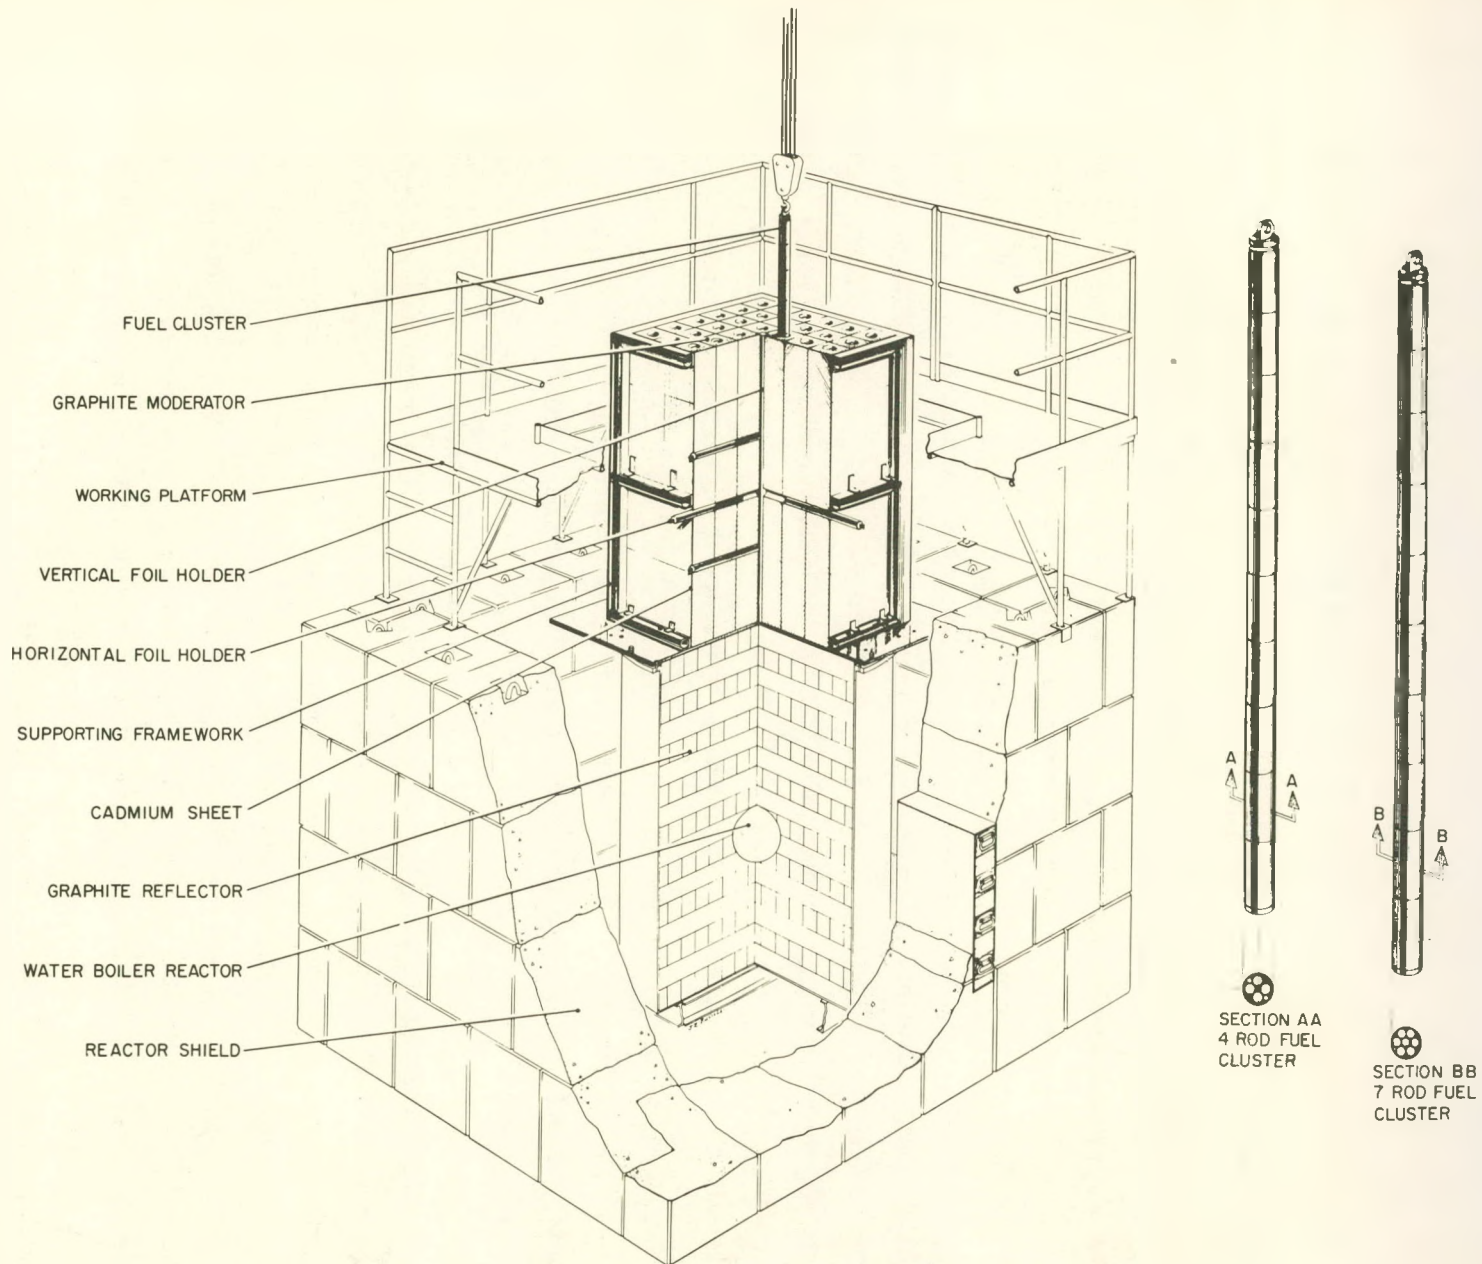 FUEL CLUSTER
GRAPHITE MODERATOR
WORKING PLATFORM
VERTICAL FOIL HOLDER
HORIZONTAL FOIL HOLDER
SUPPORTING FRAMEWORK
CADMIUM SHEET
GRAPHITE REFLECTOR
WATER BOILER REACTOR
REACTOR SHIELD
A
A
B
B
SECTION AA
4 ROD FUEL
CLUSTER
SECTION BB
7 ROD FUEL
CLUSTER